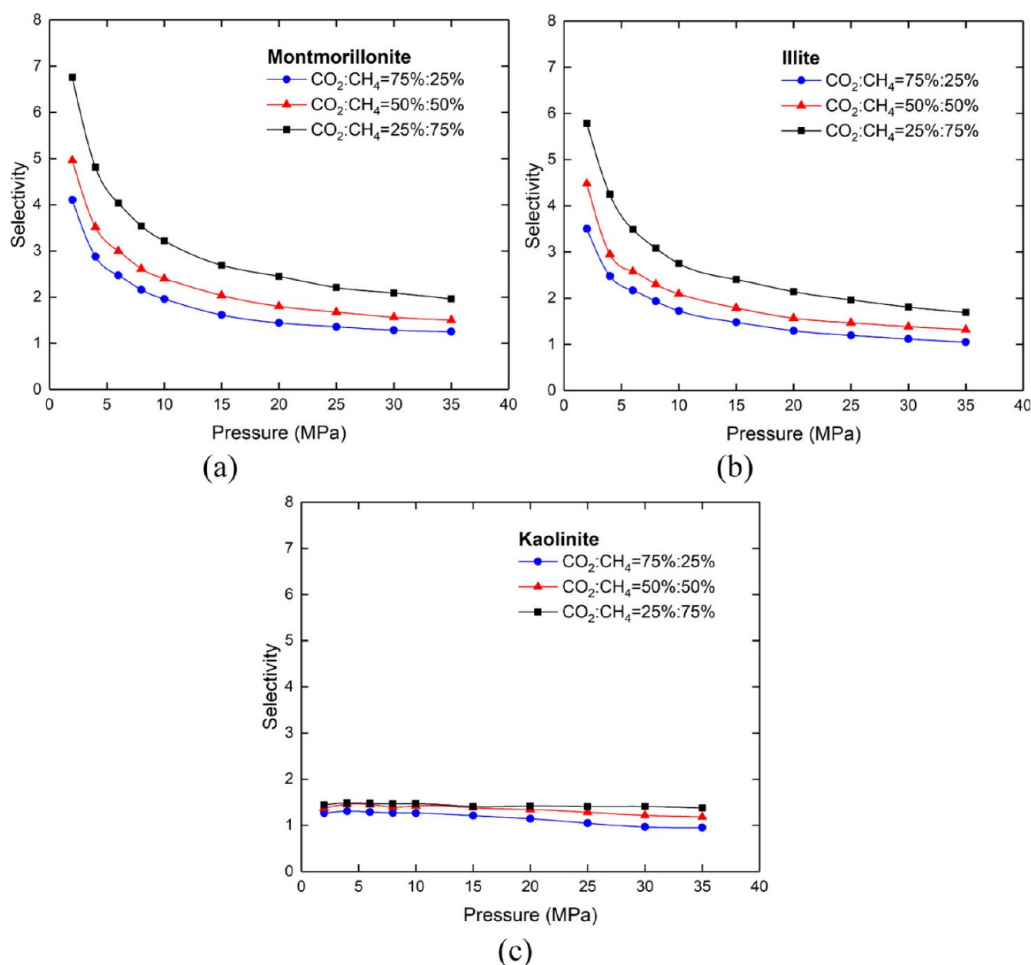 8
7
6
5
4
3
2
1
0
Selectivity
Montmorillonite
CO₂:CH₄=75%:25%
CO₂:CH₄=50%:50%
CO₂:CH₄=25%:75%
0 5 10 15 20 25 30 35 40
Pressure (MPa)
(a)
8
7
6
5
4
3
2
1
0
Selectivity
Illite
CO₂:CH₄=75%:25%
CO₂:CH₄=50%:50%
CO₂:CH₄=25%:75%
0 5 10 15 20 25 30 35 40
Pressure (MPa)
(b)
8
7
6
5
4
3
2
1
0
Selectivity
Kaolinite
CO₂:CH₄=75%:25%
CO₂:CH₄=50%:50%
CO₂:CH₄=25%:75%
0 5 10 15 20 25 30 35 40
Pressure (MPa)
(c)